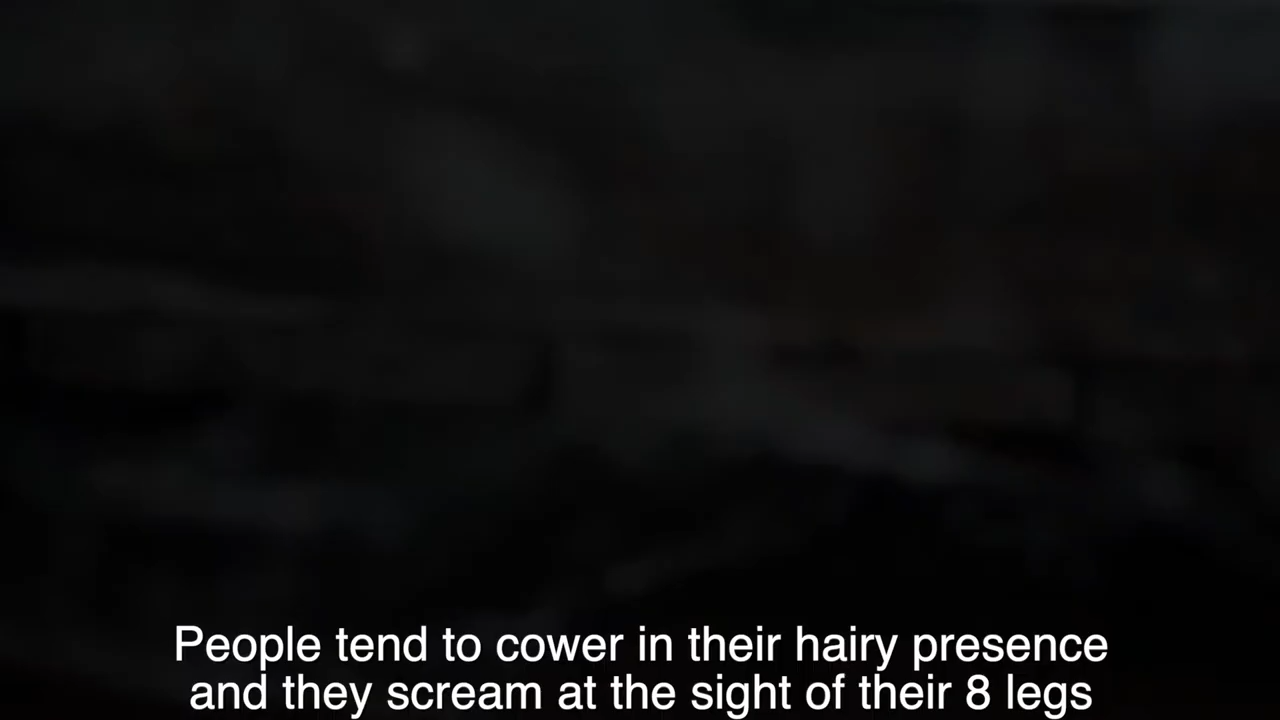 People tend to cower in their hairy presence
and they scream at the sight of their 8 legs